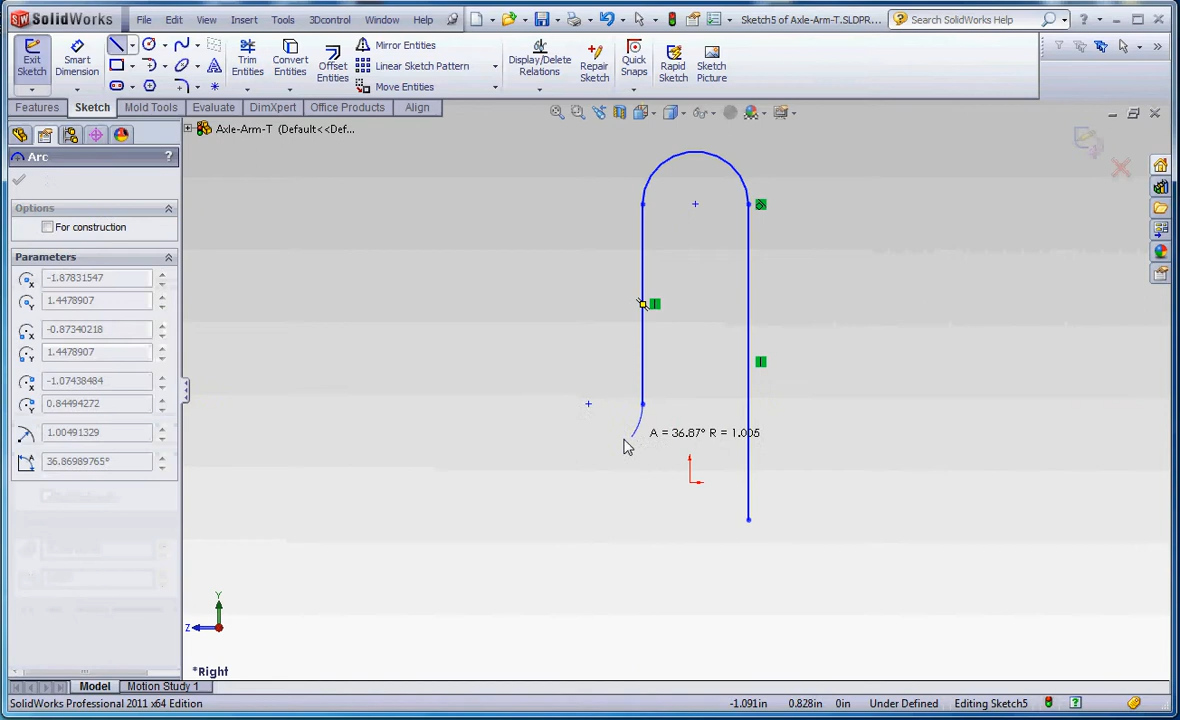 SolidWorks File Edit View Insert Tools 3Dcontrol Window Help Sketch5 of Axle-Arm-T.SLDPR... Search SolidWorks Help
Exit Sketch
Smart Dimension
Trim Entities
Convert Entities
Offset Entities
Mirror Entities
Linear Sketch Pattern
Move Entities
Display/Delete Relations
Repair Sketch
Quick Snaps
Rapid Sketch
Sketch Picture
Features Sketch Mold Tools Evaluate DimXpert Office Products Align
Axle-Arm-T (Default<<Def...
Arc ?
Options
For construction
Parameters
-1.87831547
1.4478907
-0.87340218
1.4478907
-1.07438484
0.84494272
1.00491329
36.86989765°
A = 36.87° R = 1.005
Y
Z
*Right
Model Motion Study 1
SolidWorks Professional 2011 x64 Edition -1.091in 0.828in 0in Under Defined Editing Sketch5